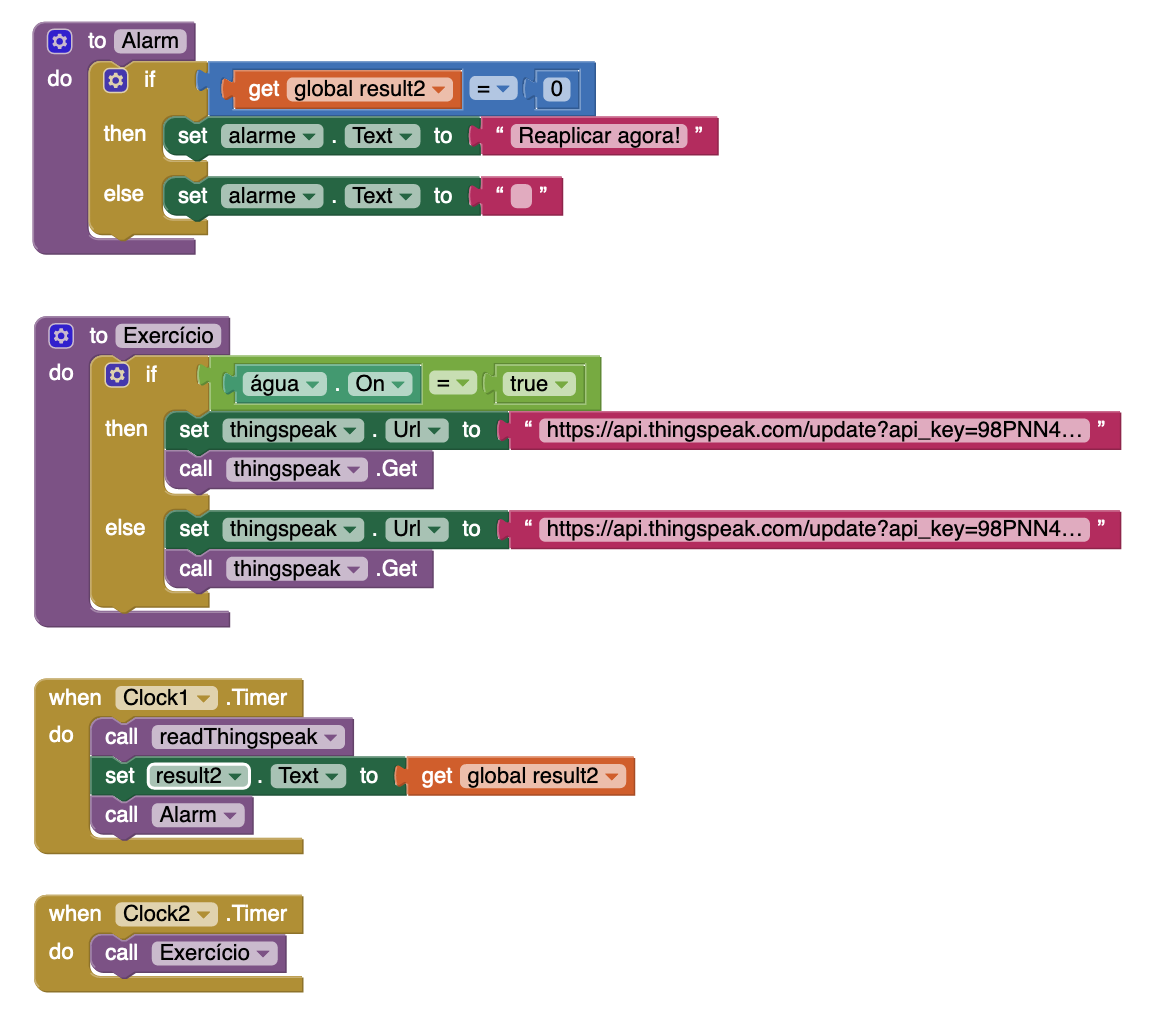 to Alarm
do if get global result2 = 0
then set alarme . Text to " Reaplicar agora! "
else set alarme . Text to " "
to Exercício
do if água . On = true
then set thingspeak . Url to " https://api.thingspeak.com/update?api_key=98PNN4... "
call thingspeak .Get
else set thingspeak . Url to " https://api.thingspeak.com/update?api_key=98PNN4... "
call thingspeak .Get
when Clock1 .Timer
do call readThingspeak
set result2 . Text to get global result2
call Alarm
when Clock2 .Timer
do call Exercício